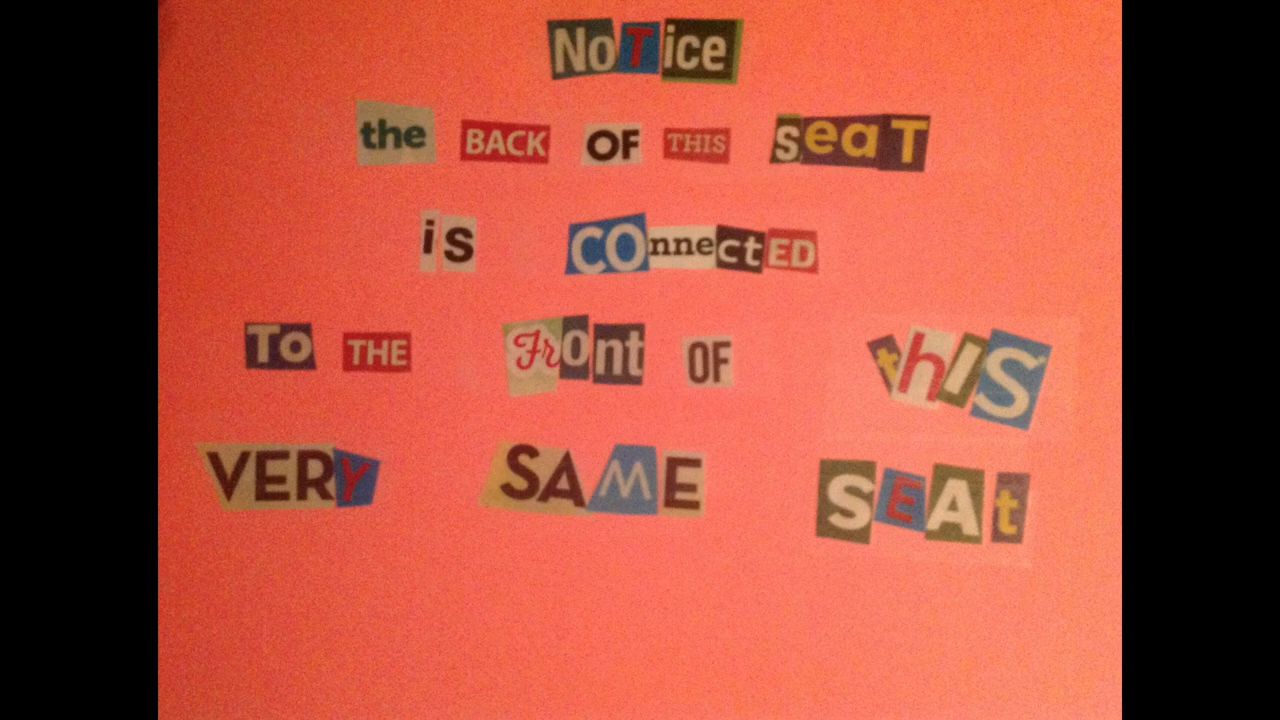 NoTice
the BACK OF THIS seaT
is COnnectED
To THE Front OF thIS
VERY SAME SEAt